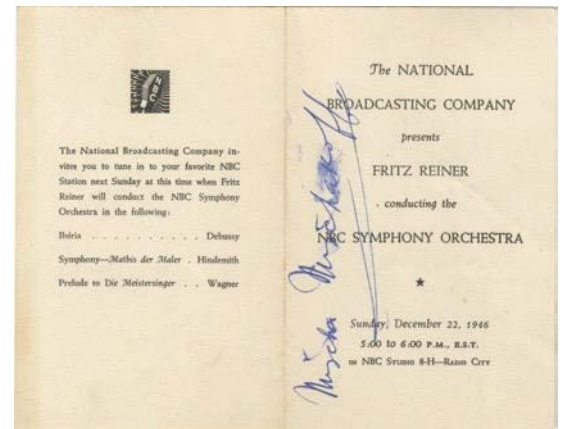 NBC
The National Broadcasting Company in-
vites you to tune in to your favorite NBC
Station next Sunday at this time when Fritz
Reiner will conduct the NBC Symphony
Orchestra in the following:
Ibéria . . . . . . . . . . Debussy
Symphony—Mathis der Maler . Hindemith
Prelude to Die Meistersinger . . Wagner
The NATIONAL
BROADCASTING COMPANY
presents
FRITZ REINER
conducting the
NBC SYMPHONY ORCHESTRA
Sunday, December 22, 1946
5:00 to 6:00 P.M., E.S.T.
IN NBC STUDIO 8-H—RADIO CITY
Mischa Mischakoff